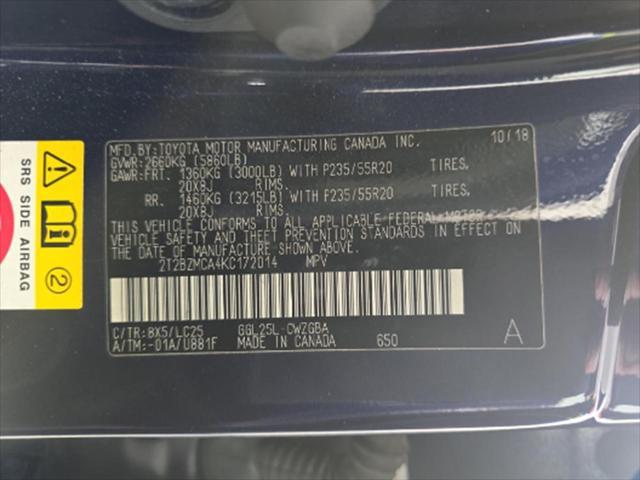 MFD.BY:TOYOTA MOTOR MANUFACTURING CANADA INC. 10/18
GVWR:2660KG (5860LB)
GAWR:FRT. 1360KG (3000LB) WITH P235/55R20 TIRES,
20X8J RIMS.
RR. 1460KG (3215LB) WITH P235/55R20 TIRES,
20X8J RIMS.
THIS VEHICLE CONFORMS TO ALL APPLICABLE FEDERAL MOTOR
VEHICLE SAFETY AND THEFT PREVENTION STANDARDS IN EFFECT ON
THE DATE OF MANUFACTURE SHOWN ABOVE.
2T2BZMCA4KC172014 MPV
C/TR:8X5/LC25 GGL25L-CWZGBA
A/TM:-01A/U881F MADE IN CANADA 650 A
SRS SIDE AIRBAG
2